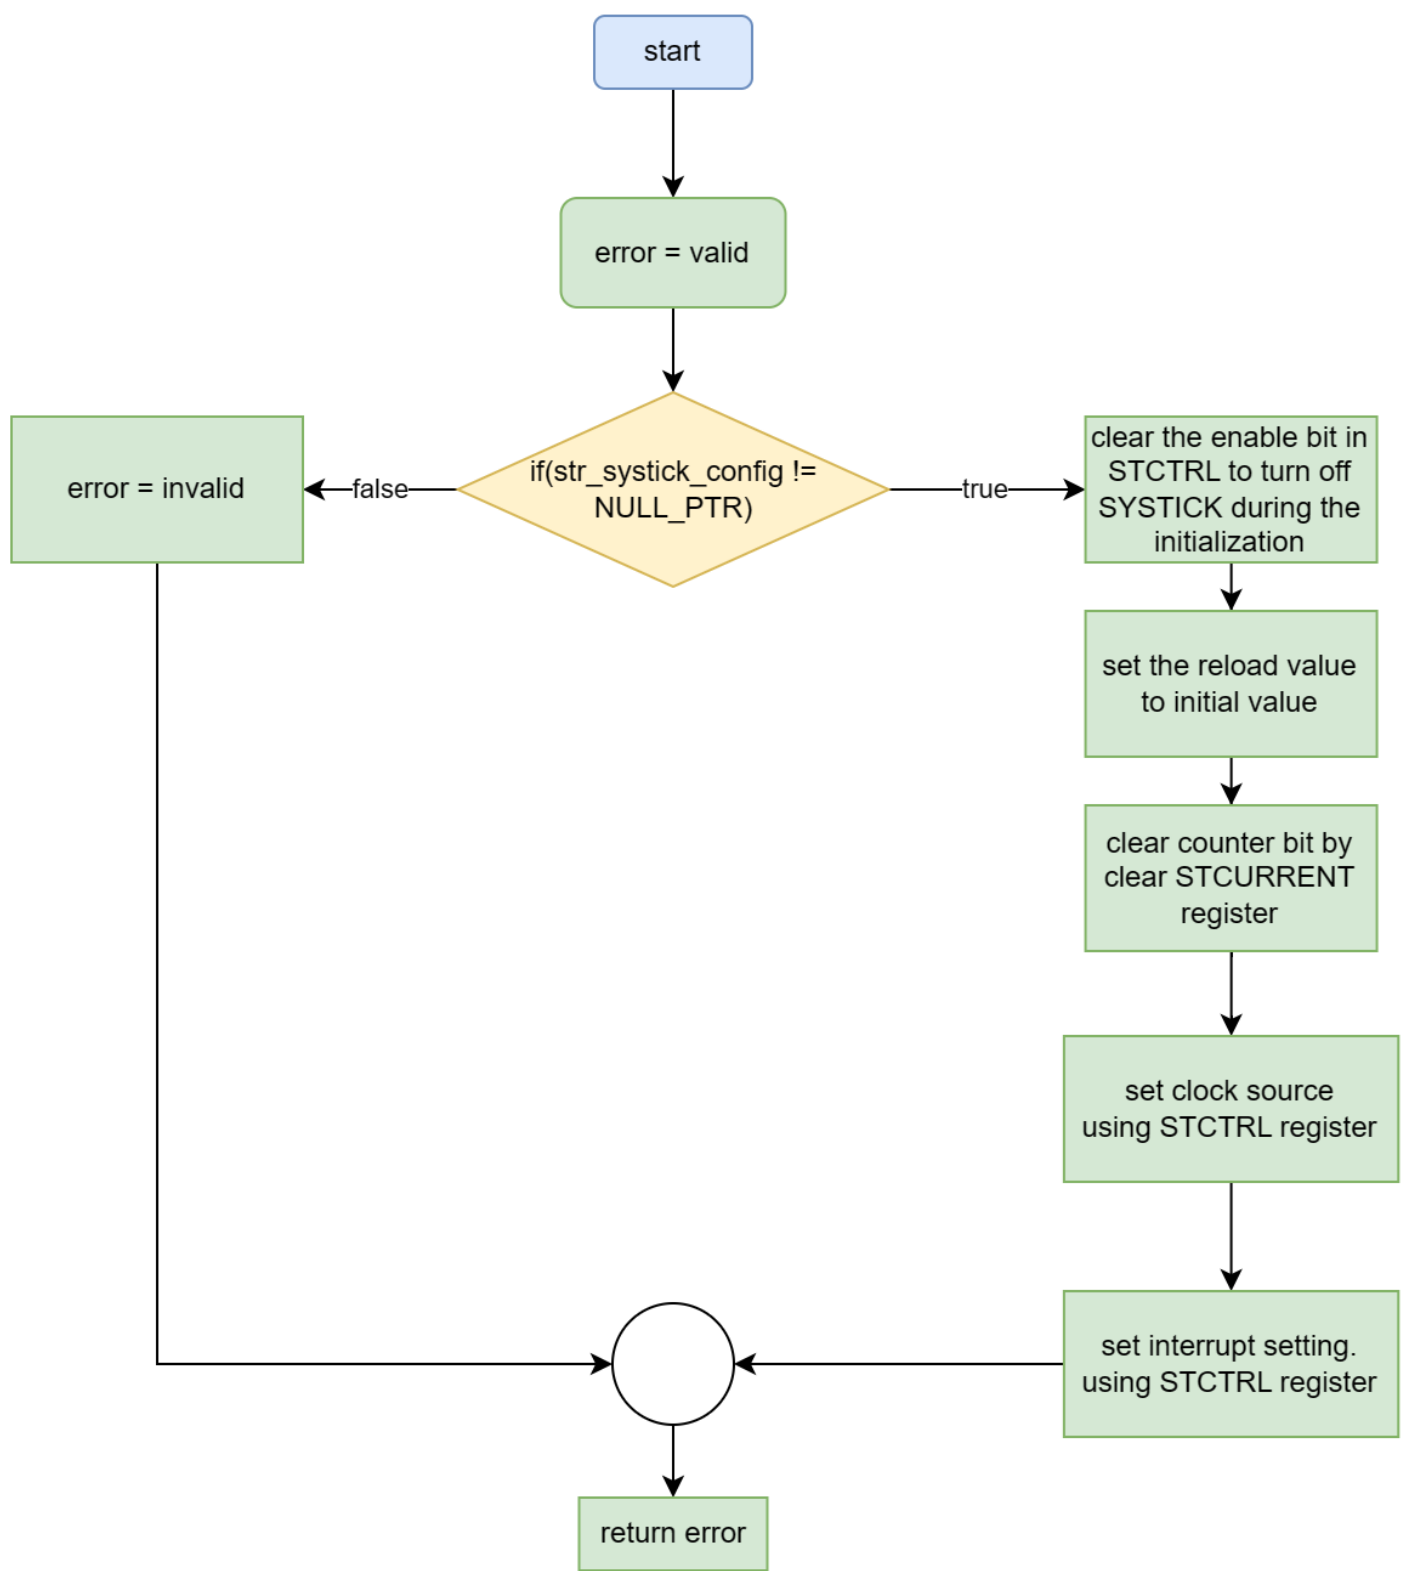 start
error = valid
if(str_systick_config !=
NULL_PTR)
false
true
error = invalid
clear the enable bit in
STCTRL to turn off
SYSTICK during the
initialization
set the reload value
to initial value
clear counter bit by
clear STCURRENT
register
set clock source
using STCTRL register
set interrupt setting.
using STCTRL register
return error